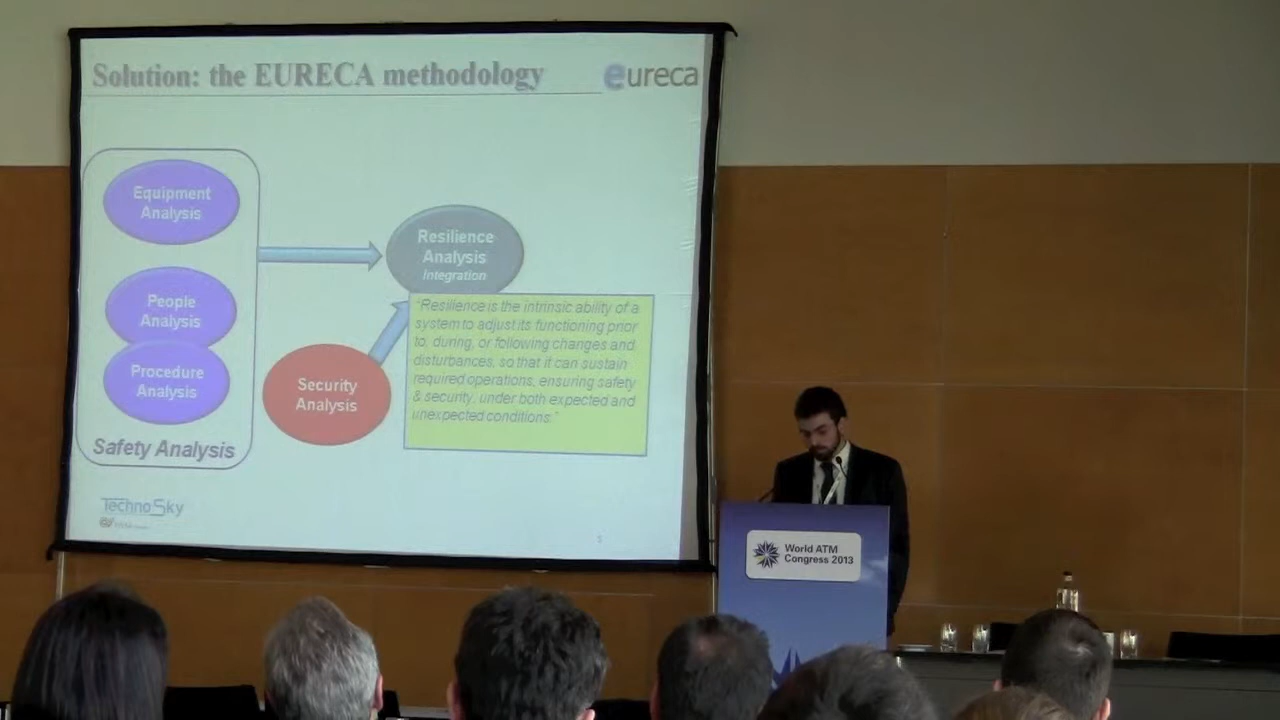 Solution: the EURECA methodology
eureca
Equipment
Analysis
People
Analysis
Procedure
Analysis
Safety Analysis
Resilience
Analysis
Integration
Security
Analysis
"Resilience is the intrinsic ability of a
system to adjust its functioning prior
to, during, or following changes and
disturbances, so that it can sustain
required operations, ensuring safety
& security, under both expected and
unexpected conditions."
TechnoSky
5
World ATM
Congress 2013